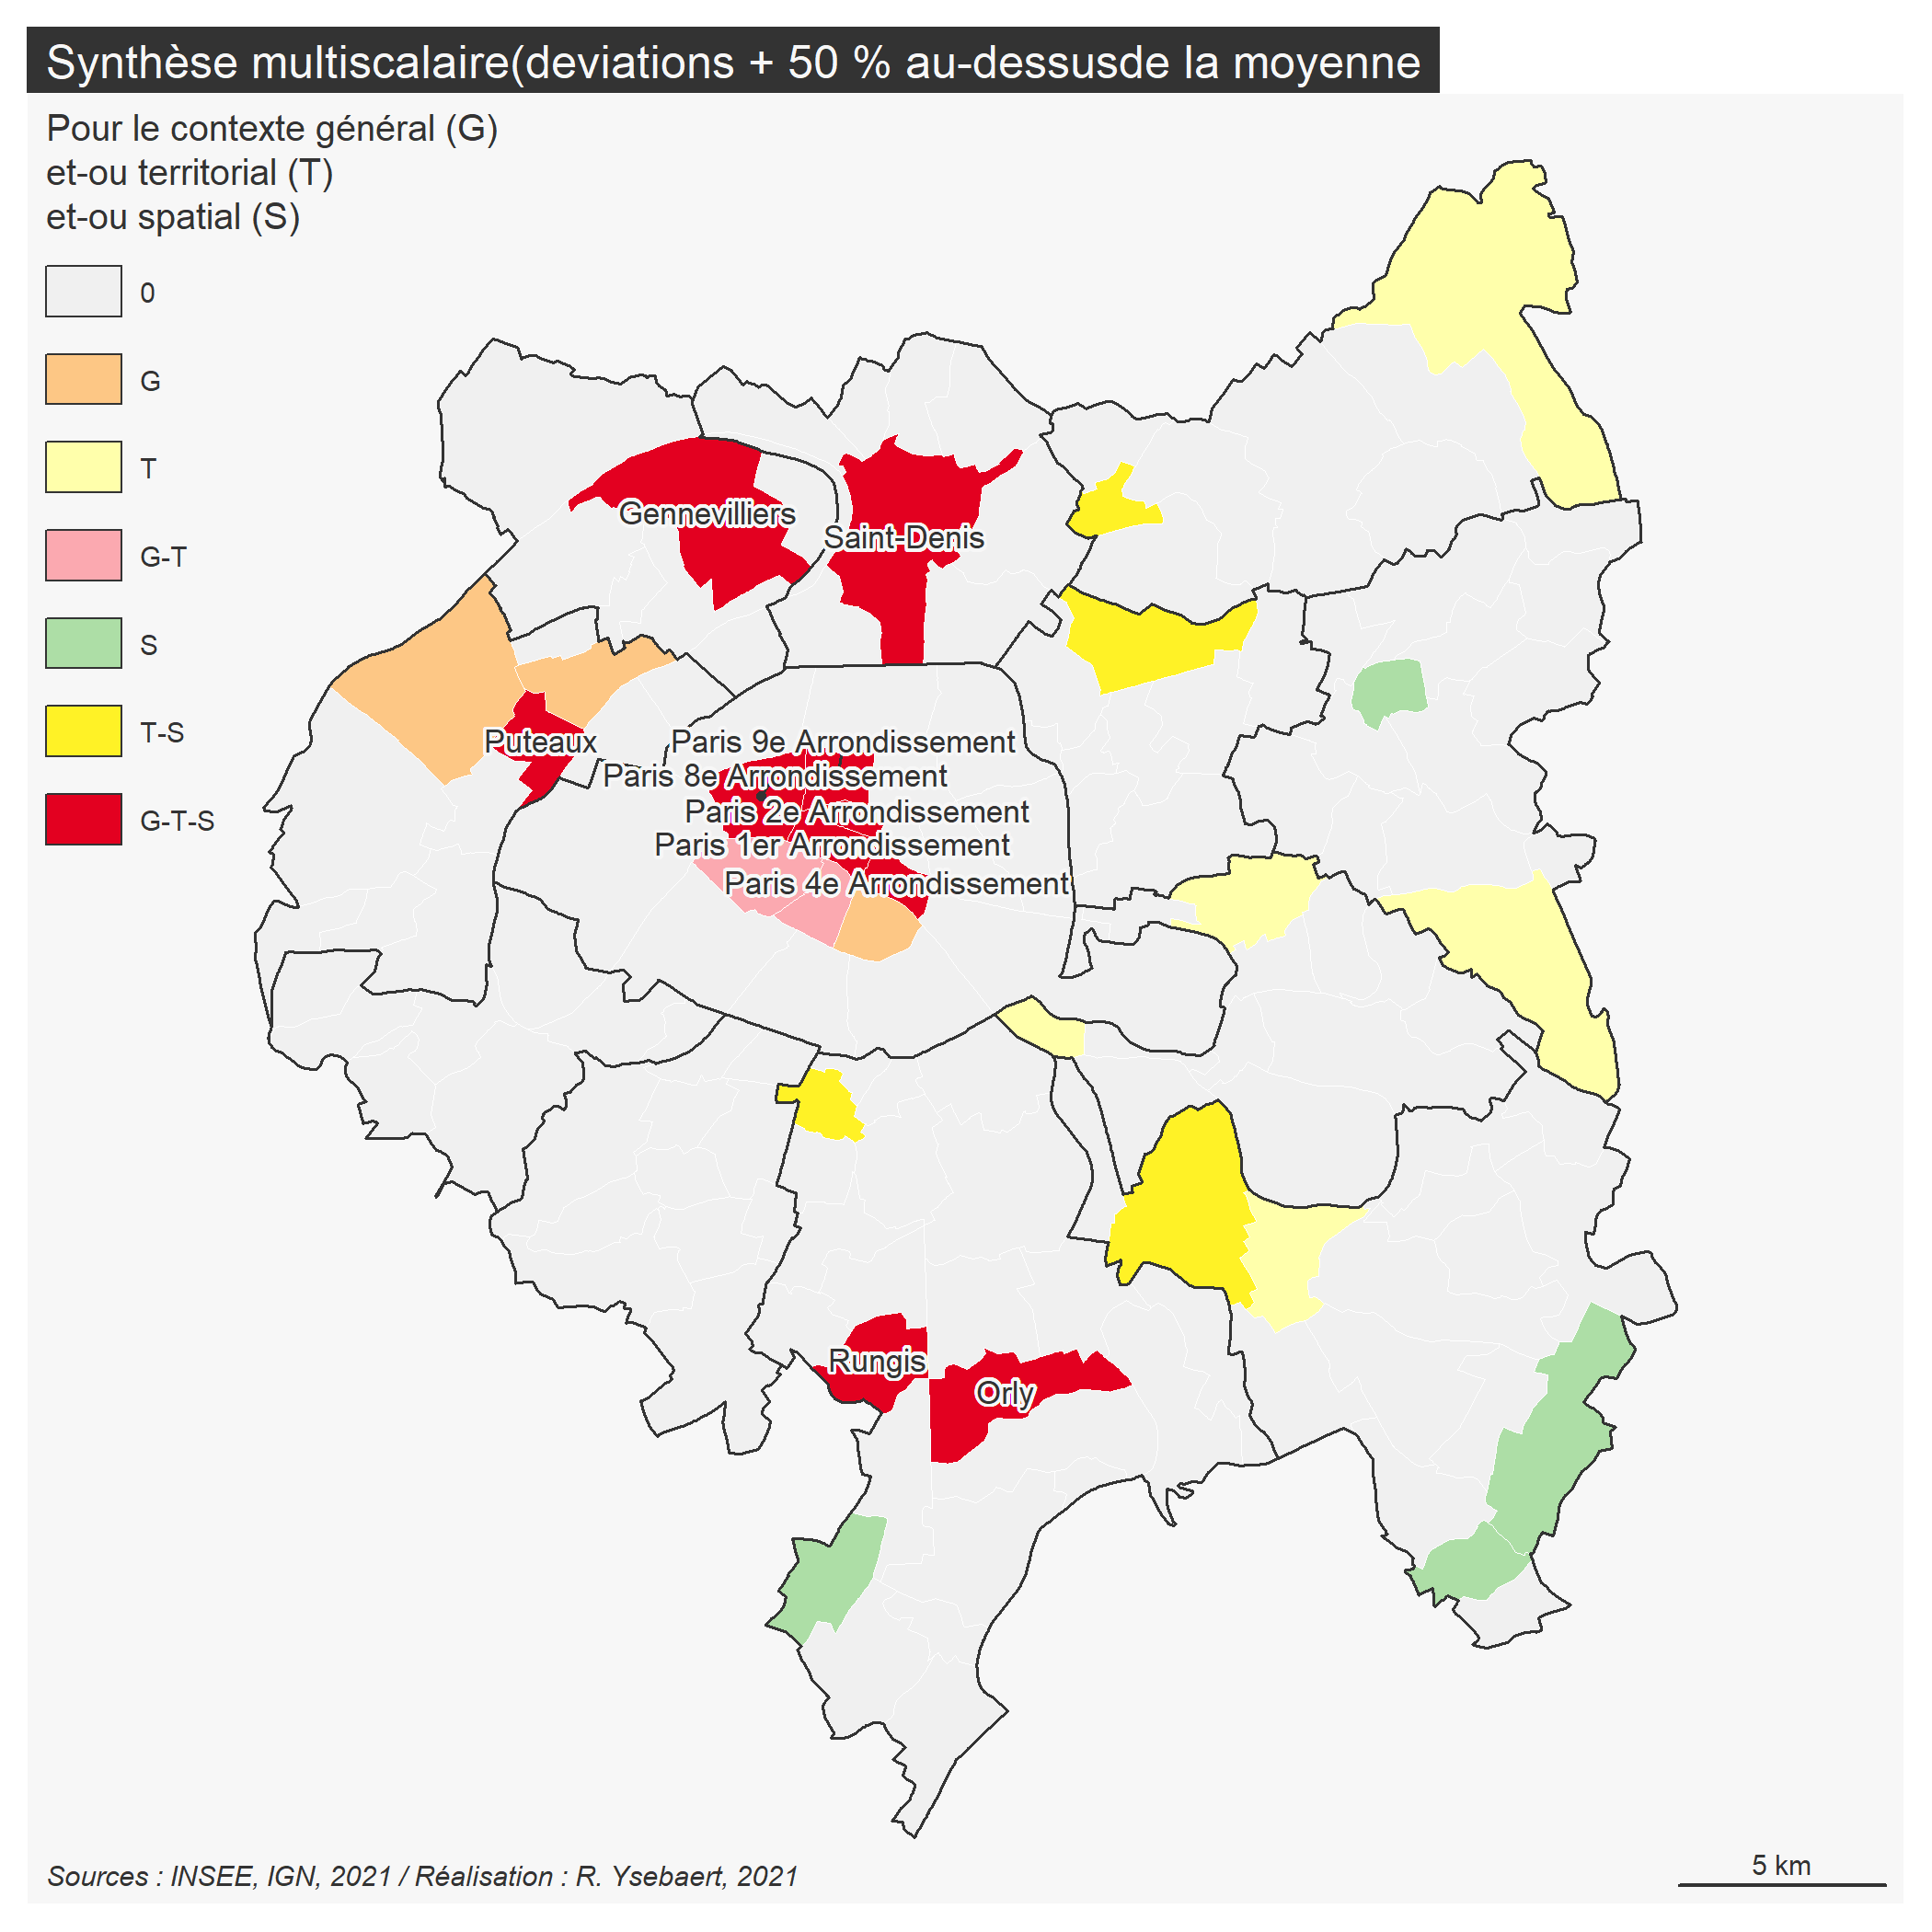 Synthèse multiscalaire(deviations + 50 % au-dessusde la moyenne
Pour le contexte général (G)
et-ou territorial (T)
et-ou spatial (S)
0
G
T
G-T
S
T-S
G-T-S
Gennevilliers
Saint-Denis
Puteaux
Paris 9e Arrondissement
Paris 8e Arrondissement
Paris 2e Arrondissement
Paris 1er Arrondissement
Paris 4e Arrondissement
Rungis
Orly
Sources : INSEE, IGN, 2021 / Réalisation : R. Ysebaert, 2021
5 km